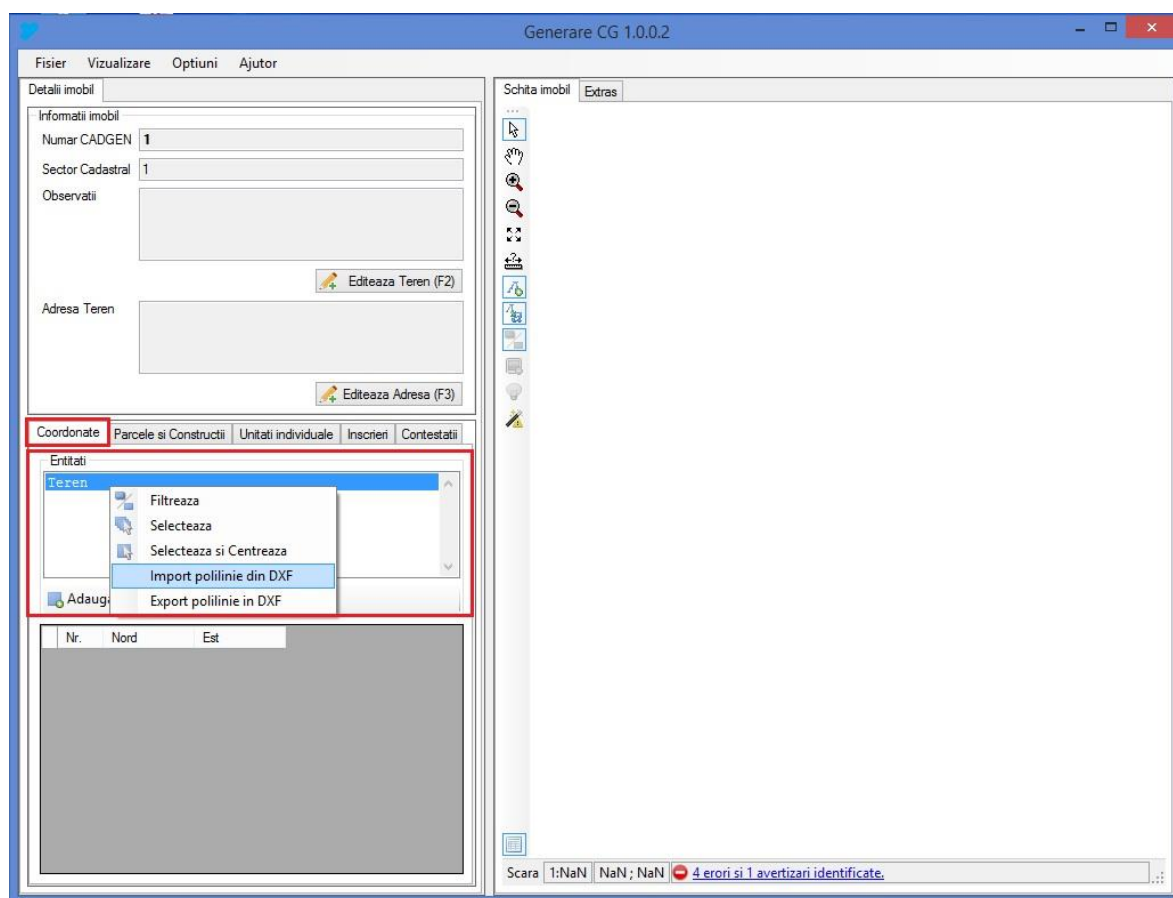 Generare CG 1.0.0.2
Fisier Vizualizare Optiuni Ajutor
Detalii imobil
Informatii imobil
Numar CADGEN 1
Sector Cadastral 1
Observatii
Editeaza Teren (F2)
Adresa Teren
Editeaza Adresa (F3)
Coordonate Parcele si Constructii Unitati individuale Inscrieri Contestatii
Entitati
Teren
Filtreaza
Selecteaza
Selecteaza si Centreaza
Import polilinie din DXF
Export polilinie in DXF
Nr. Nord Est
Schita imobil Extras
Scara 1:NaN NaN ; NaN 4 erori si 1 avertizari identificate.